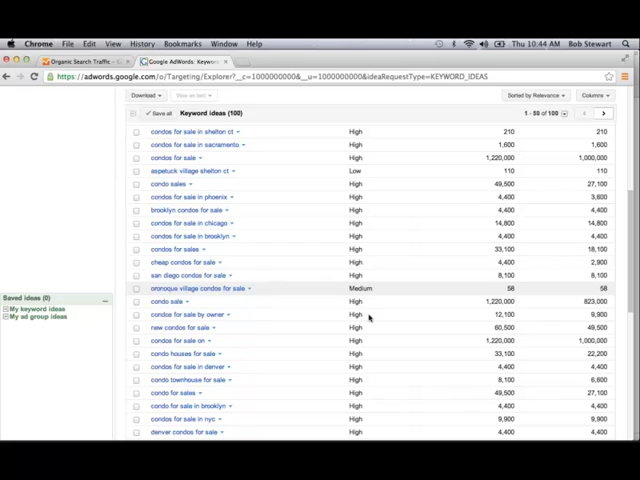 Chrome File Edit View History Bookmarks Window Help Thu 10:44 AM Bob Stewart
Organic Search Traffic - G Google AdWords: Keywo
https://adwords.google.com/o/Targeting/Explorer?__c=1000000000&__u=1000000000&ideaRequestType=KEYWORD_IDEAS
Download View as text Sorted by Relevance Columns
Save all Keyword ideas (100) 1 - 50 of 100
condos for sale in shelton ct High 210 210
condos for sale in sacramento High 1,600 1,600
condos for sale High 1,220,000 1,000,000
aspetuck village shelton ct Low 110 110
condo sales High 49,500 27,100
condos for sale in phoenix High 4,400 3,600
brooklyn condos for sale High 4,400 4,400
condos for sale in chicago High 14,800 14,800
condos for sale in brooklyn High 4,400 4,400
condos for sales High 33,100 18,100
cheap condos for sale High 4,400 2,900
san diego condos for sale High 8,100 8,100
oronoque village condos for sale Medium 58 58
condo sale High 1,220,000 823,000
condos for sale by owner High 12,100 9,900
new condos for sale High 60,500 49,500
condos for sale on High 1,220,000 1,000,000
condo houses for sale High 33,100 22,200
condos for sale in denver High 4,400 4,400
condo townhouse for sale High 8,100 6,600
condo for sales High 49,500 27,100
condo for sale in brooklyn High 4,400 4,400
condo for sale in nyc High 9,900 9,900
denver condos for sale High 4,400 4,400
Saved ideas (0)
My keyword ideas
My ad group ideas